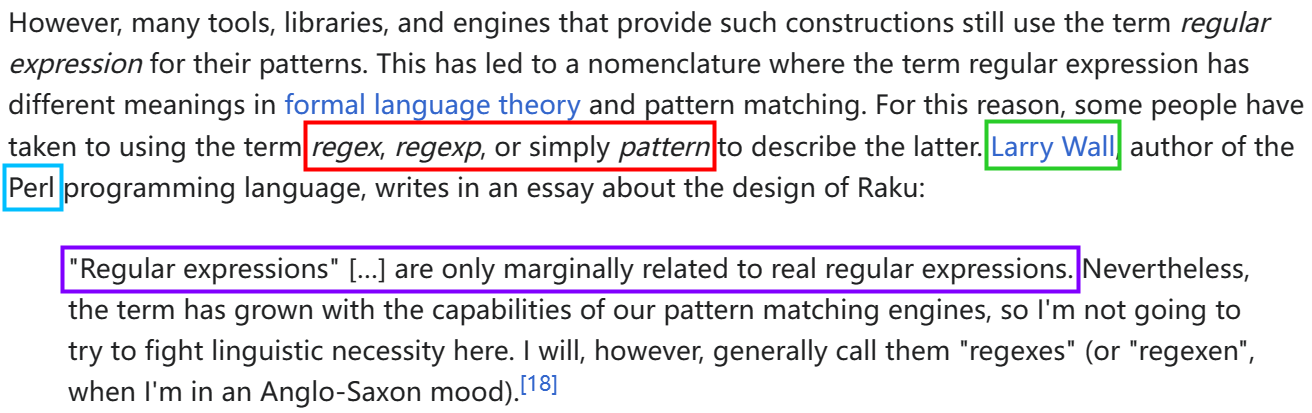 However, many tools, libraries, and engines that provide such constructions still use the term regular
expression for their patterns. This has led to a nomenclature where the term regular expression has
different meanings in formal language theory and pattern matching. For this reason, some people have
taken to using the term regex, regexp, or simply pattern to describe the latter. Larry Wall, author of the
Perl programming language, writes in an essay about the design of Raku:
"Regular expressions" [...] are only marginally related to real regular expressions. Nevertheless,
the term has grown with the capabilities of our pattern matching engines, so I'm not going to
try to fight linguistic necessity here. I will, however, generally call them "regexes" (or "regexen",
when I'm in an Anglo-Saxon mood).[18]